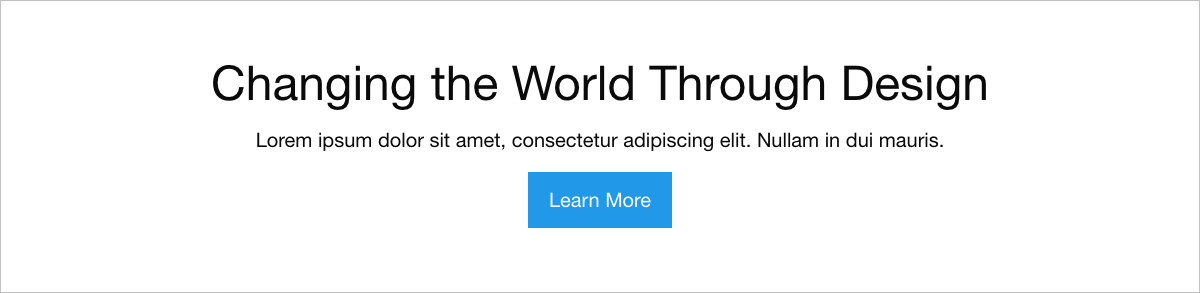 Changing the World Through Design
Lorem ipsum dolor sit amet, consectetur adipiscing elit. Nullam in dui mauris.
Learn More